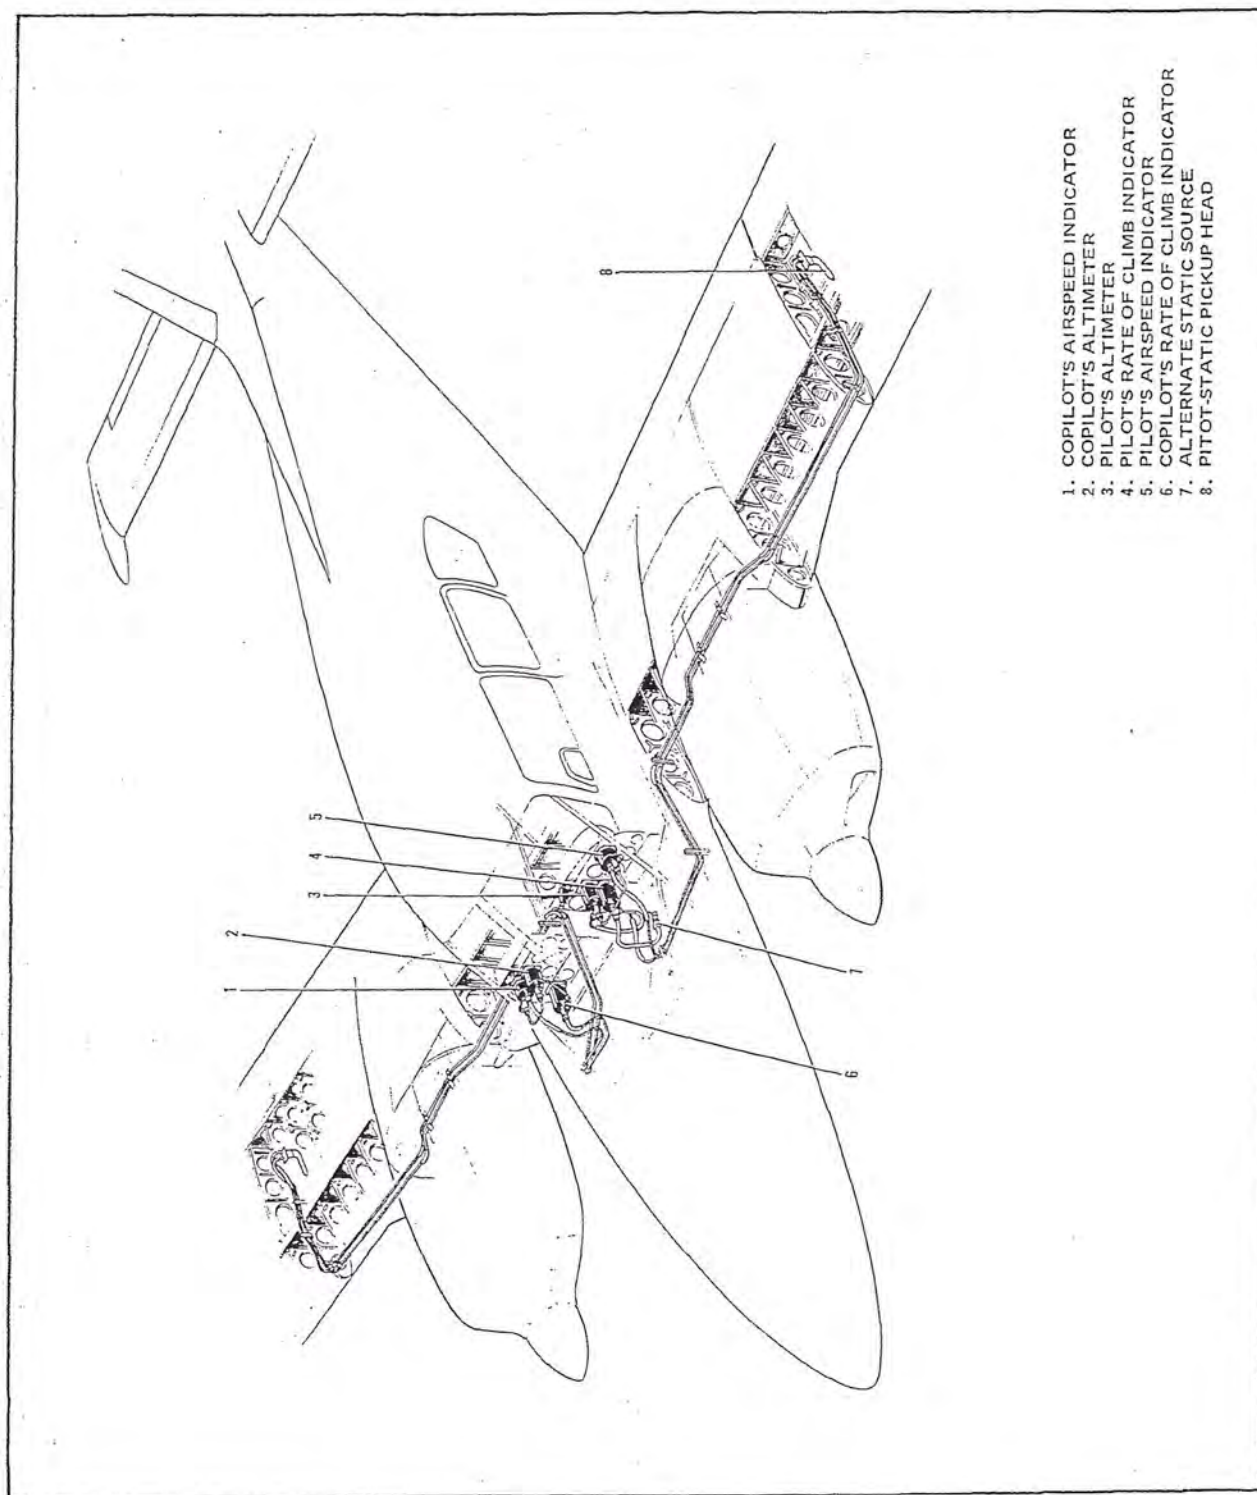 1
2
3
4
5
6
7
8
1. COPILOT'S AIRSPEED INDICATOR
2. COPILOT'S ALTIMETER
3. PILOT'S ALTIMETER
4. PILOT'S RATE OF CLIMB INDICATOR
5. PILOT'S AIRSPEED INDICATOR
6. COPILOT'S RATE OF CLIMB INDICATOR
7. ALTERNATE STATIC SOURCE
8. PITOT-STATIC PICKUP HEAD